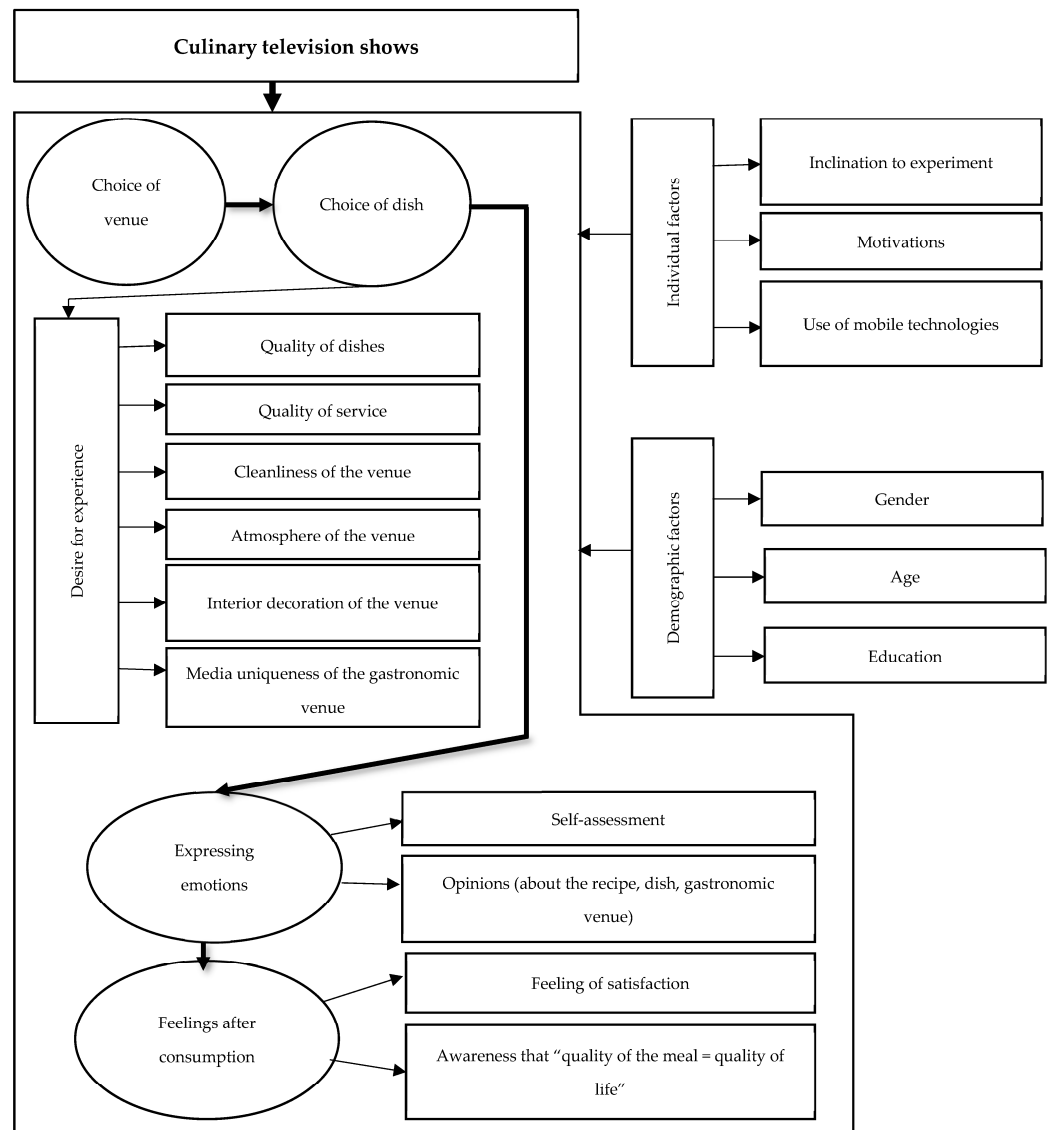 Culinary television shows
Choice of
venue
Choice of dish
Desire for experience
Quality of dishes
Quality of service
Cleanliness of the venue
Atmosphere of the venue
Interior decoration of the venue
Media uniqueness of the gastronomic
venue
Individual factors
Inclination to experiment
Motivations
Use of mobile technologies
Demographic factors
Gender
Age
Education
Expressing
emotions
Self-assessment
Opinions (about the recipe, dish, gastronomic
venue)
Feelings after
consumption
Feeling of satisfaction
Awareness that “quality of the meal = quality of
life”